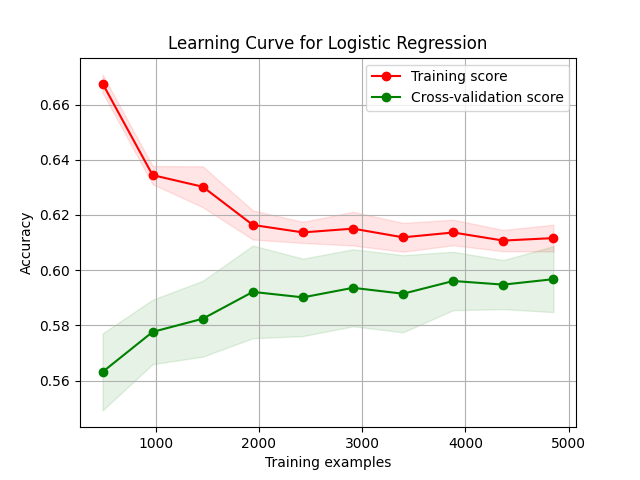 Learning Curve for Logistic Regression
Training score
Cross-validation score
0.66
0.64
0.62
0.60
0.58
0.56
Accuracy
1000 2000 3000 4000 5000
Training examples